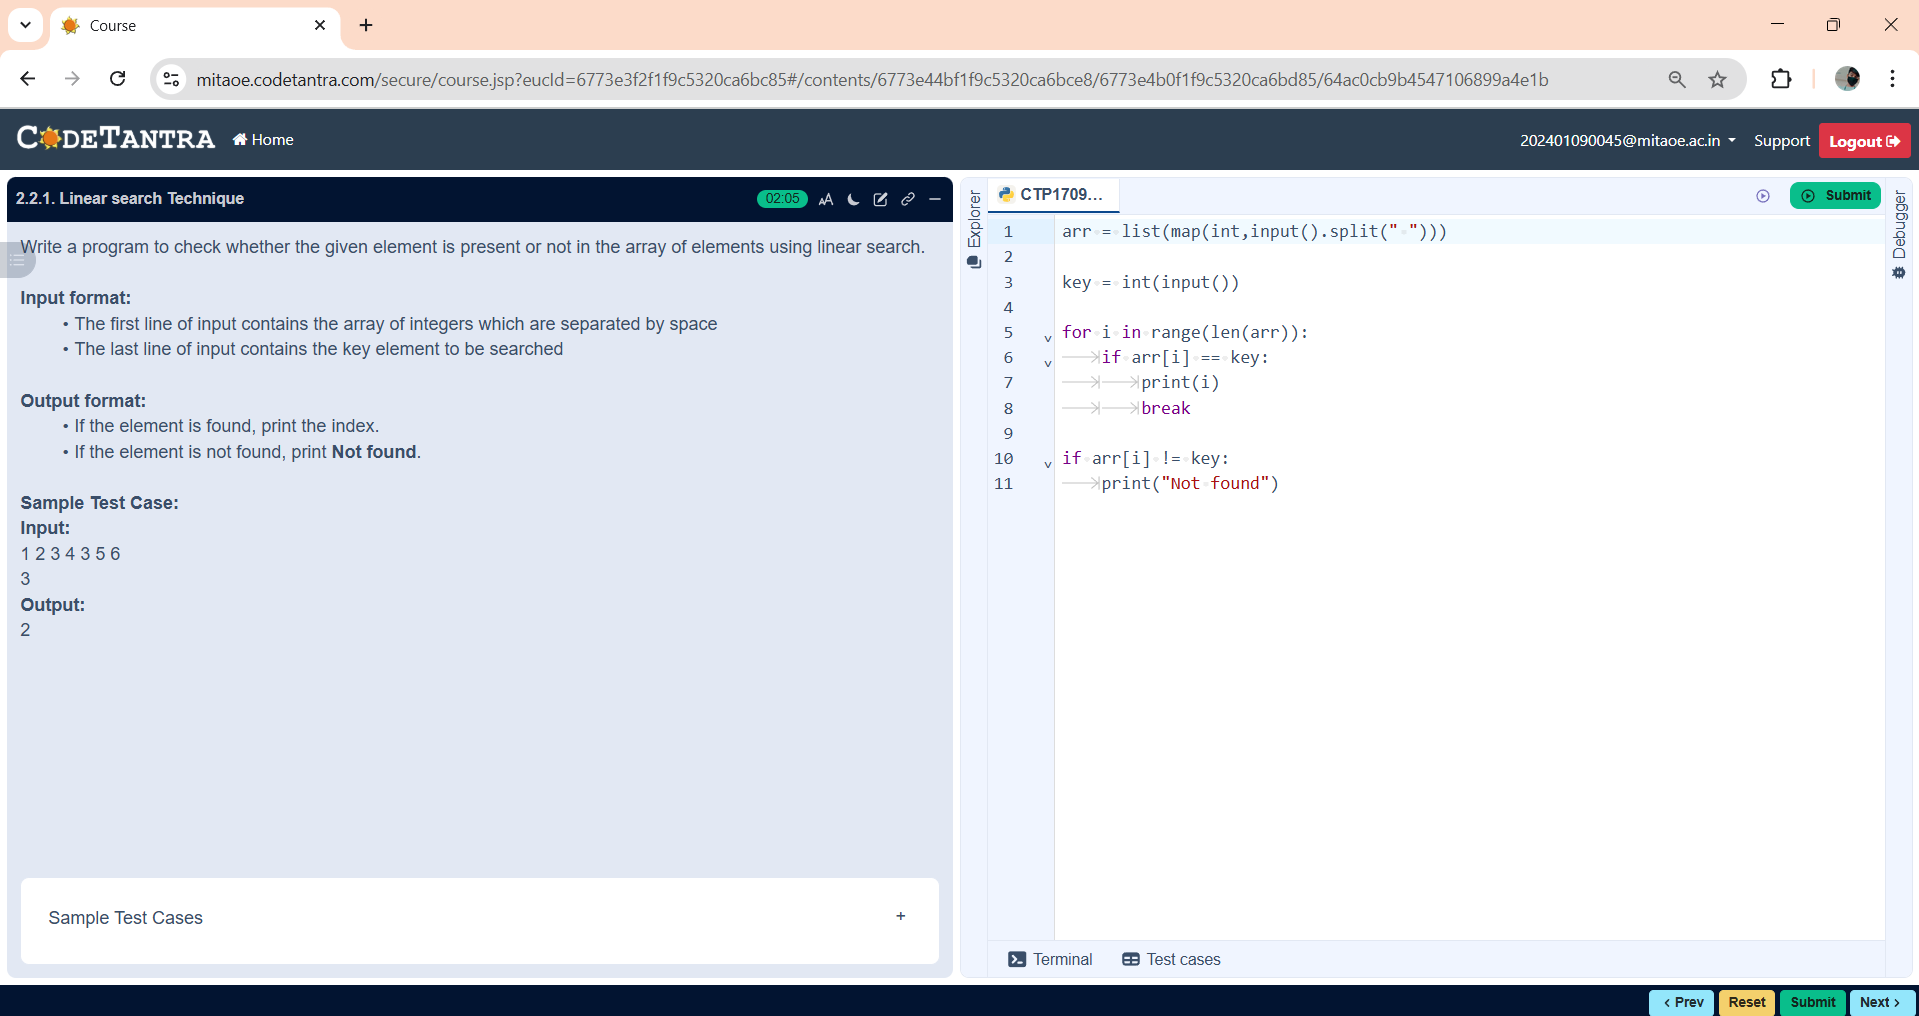 Course
mitaoe.codetantra.com/secure/course.jsp?eucId=6773e3f2f1f9c5320ca6bc85#/contents/6773e44bf1f9c5320ca6bce8/6773e4b0f1f9c5320ca6bd85/64ac0cb9b4547106899a4e1b
CODETANTRA
Home
202401090045@mitaoe.ac.in
Support
Logout
2.2.1. Linear search Technique
02:05
AA
Write a program to check whether the given element is present or not in the array of elements using linear search.
Input format:
• The first line of input contains the array of integers which are separated by space
• The last line of input contains the key element to be searched
Output format:
• If the element is found, print the index.
• If the element is not found, print Not found.
Sample Test Case:
Input:
1 2 3 4 3 5 6
3
Output:
2
Sample Test Cases
+
Explorer
CTP1709...
Submit
Debugger
1 arr = list(map(int,input().split(" ")))
2
3 key = int(input())
4
5 for i in range(len(arr)):
6 if arr[i] == key:
7 print(i)
8 break
9
10 if arr[i] != key:
11 print("Not found")
Terminal
Test cases
< Prev
Reset
Submit
Next >